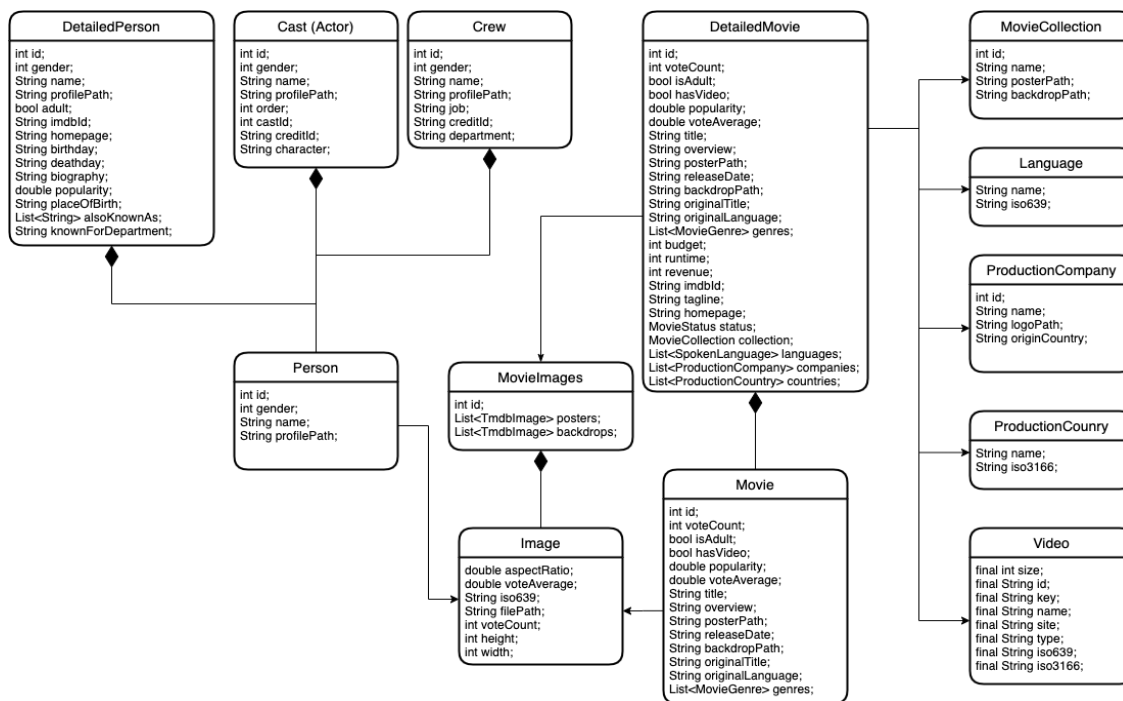 DetailedPerson
int id;
int gender;
String name;
String profilePath;
bool adult;
String imdbId;
String homepage;
String birthday;
String deathday;
String biography;
double popularity;
String placeOfBirth;
List<String> alsoKnownAs;
String knownForDepartment;
Cast (Actor)
int id;
int gender;
String name;
String profilePath;
int order;
int castId;
String creditId;
String character;
Crew
int id;
int gender;
String name;
String profilePath;
String job;
String creditId;
String department;
DetailedMovie
int id;
int voteCount;
bool isAdult;
bool hasVideo;
double popularity;
double voteAverage;
String title;
String overview;
String posterPath;
String releaseDate;
String backdropPath;
String originalTitle;
String originalLanguage;
List<MovieGenre> genres;
int budget;
int runtime;
int revenue;
String imdbId;
String tagline;
String homepage;
MovieStatus status;
MovieCollection collection;
List<SpokenLanguage> languages;
List<ProductionCompany> companies;
List<ProductionCountry> countries;
MovieCollection
int id;
String name;
String posterPath;
String backdropPath;
Language
String name;
String iso639;
ProductionCompany
int id;
String name;
String logoPath;
String originCountry;
Person
int id;
int gender;
String name;
String profilePath;
MovieImages
int id;
List<TmdbImage> posters;
List<TmdbImage> backdrops;
ProductionCounry
String name;
String iso3166;
Image
double aspectRatio;
double voteAverage;
String iso639;
String filePath;
int voteCount;
int height;
int width;
Movie
int id;
int voteCount;
bool isAdult;
bool hasVideo;
double popularity;
double voteAverage;
String title;
String overview;
String posterPath;
String releaseDate;
String backdropPath;
String originalTitle;
String originalLanguage;
List<MovieGenre> genres;
Video
final int size;
final String id;
final String key;
final String name;
final String site;
final String type;
final String iso639;
final String iso3166;